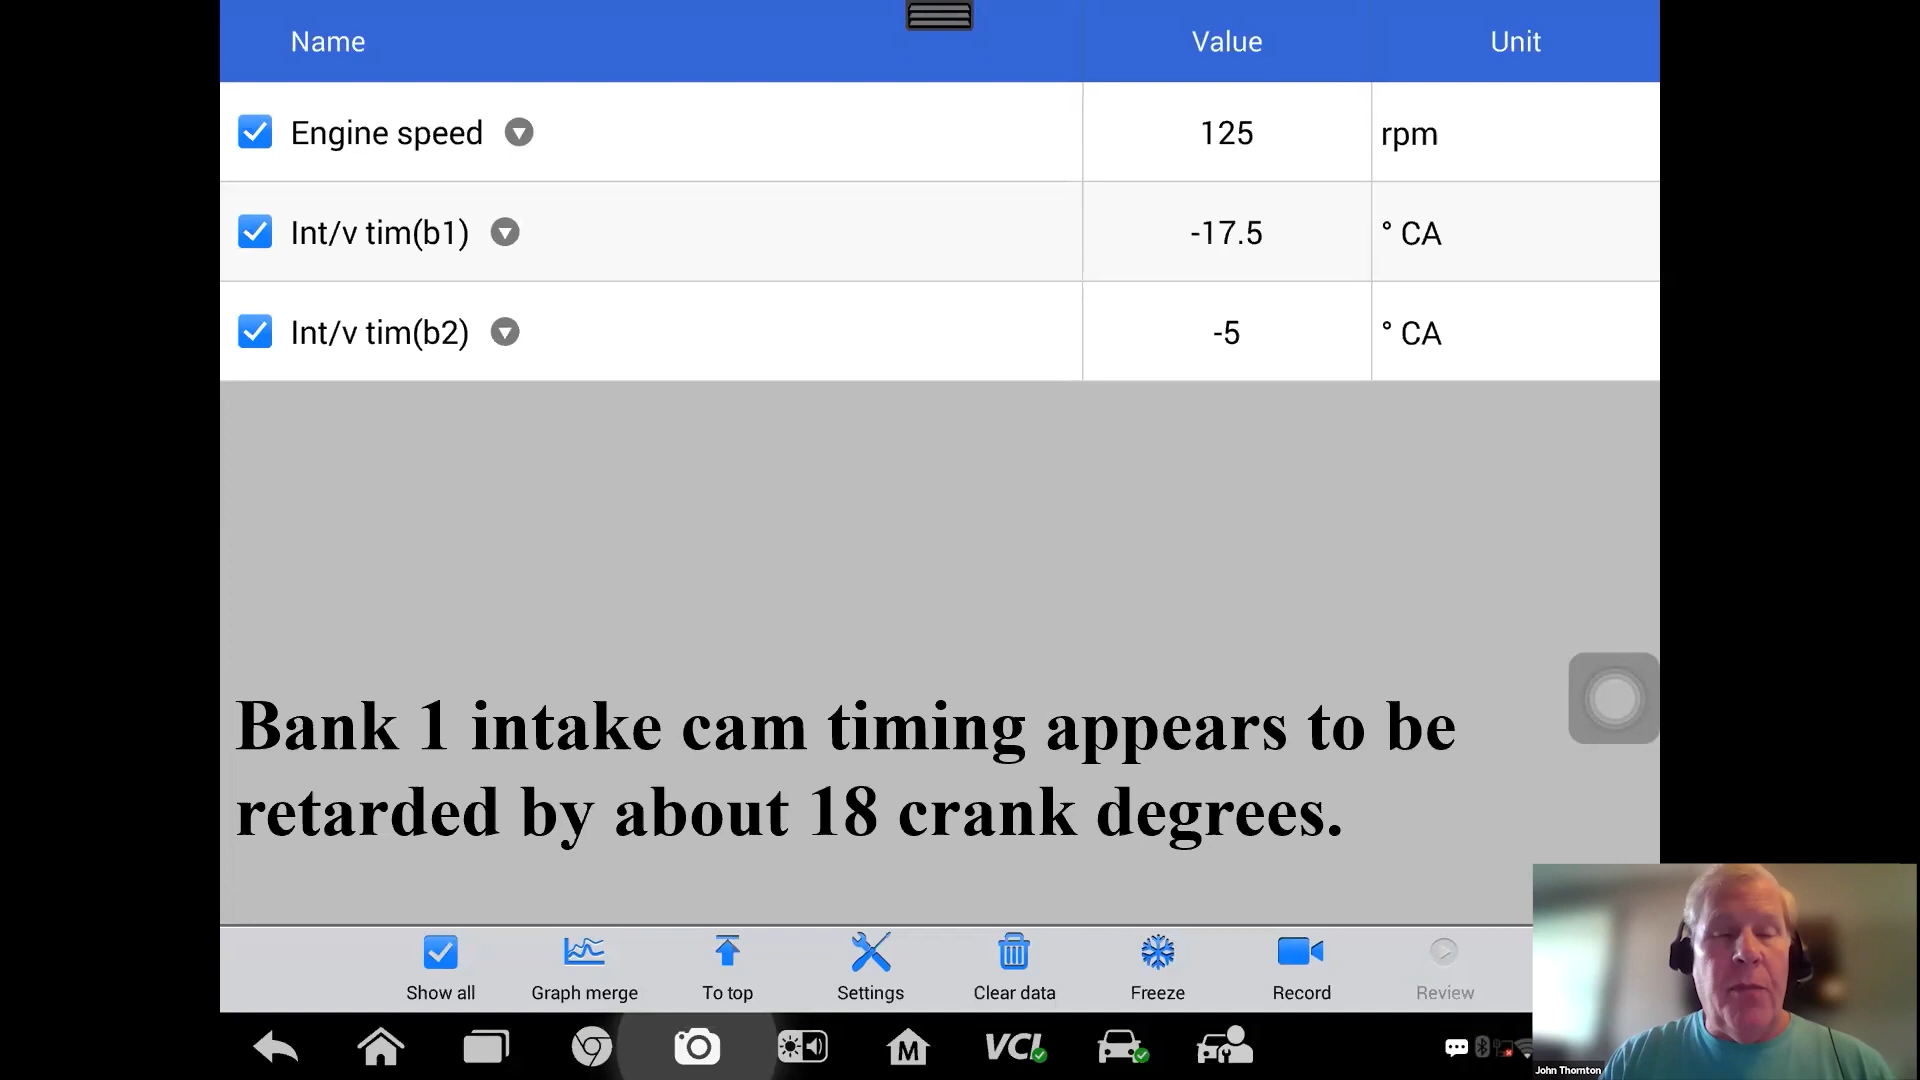 Name Value Unit
Engine speed 125 rpm
Int/v tim(b1) -17.5 ° CA
Int/v tim(b2) -5 ° CA
Bank 1 intake cam timing appears to be
retarded by about 18 crank degrees.
Show all Graph merge To top Settings Clear data Freeze Record Review
M VCI
John Thornton